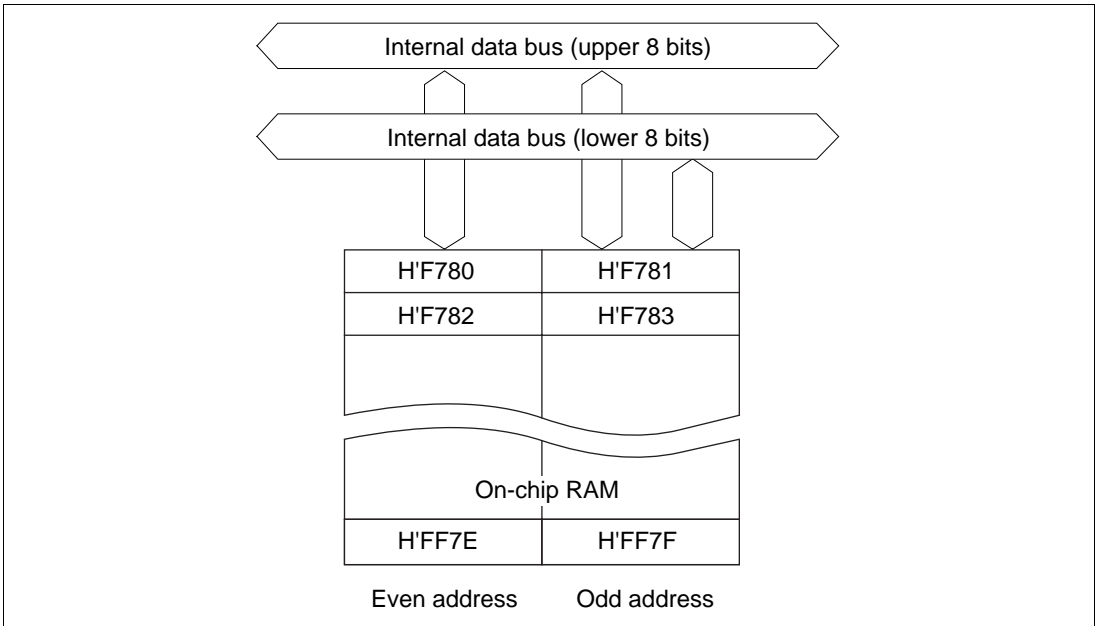 Internal data bus (upper 8 bits)
Internal data bus (lower 8 bits)
H'F780 H'F781
H'F782 H'F783
On-chip RAM
H'FF7E H'FF7F
Even address Odd address